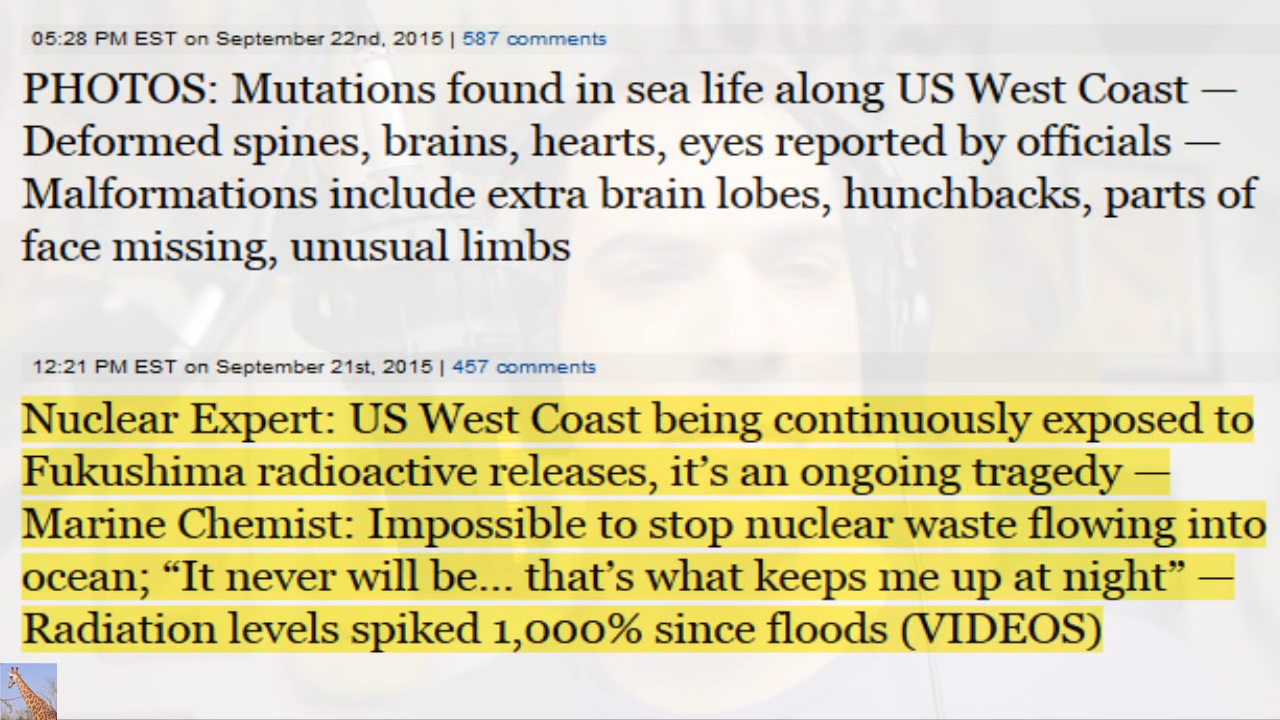 05:28 PM EST on September 22nd, 2015 | 587 comments
PHOTOS: Mutations found in sea life along US West Coast —
Deformed spines, brains, hearts, eyes reported by officials —
Malformations include extra brain lobes, hunchbacks, parts of
face missing, unusual limbs
12:21 PM EST on September 21st, 2015 | 457 comments
Nuclear Expert: US West Coast being continuously exposed to
Fukushima radioactive releases, it’s an ongoing tragedy —
Marine Chemist: Impossible to stop nuclear waste flowing into
ocean; “It never will be... that’s what keeps me up at night” —
Radiation levels spiked 1,000% since floods (VIDEOS)